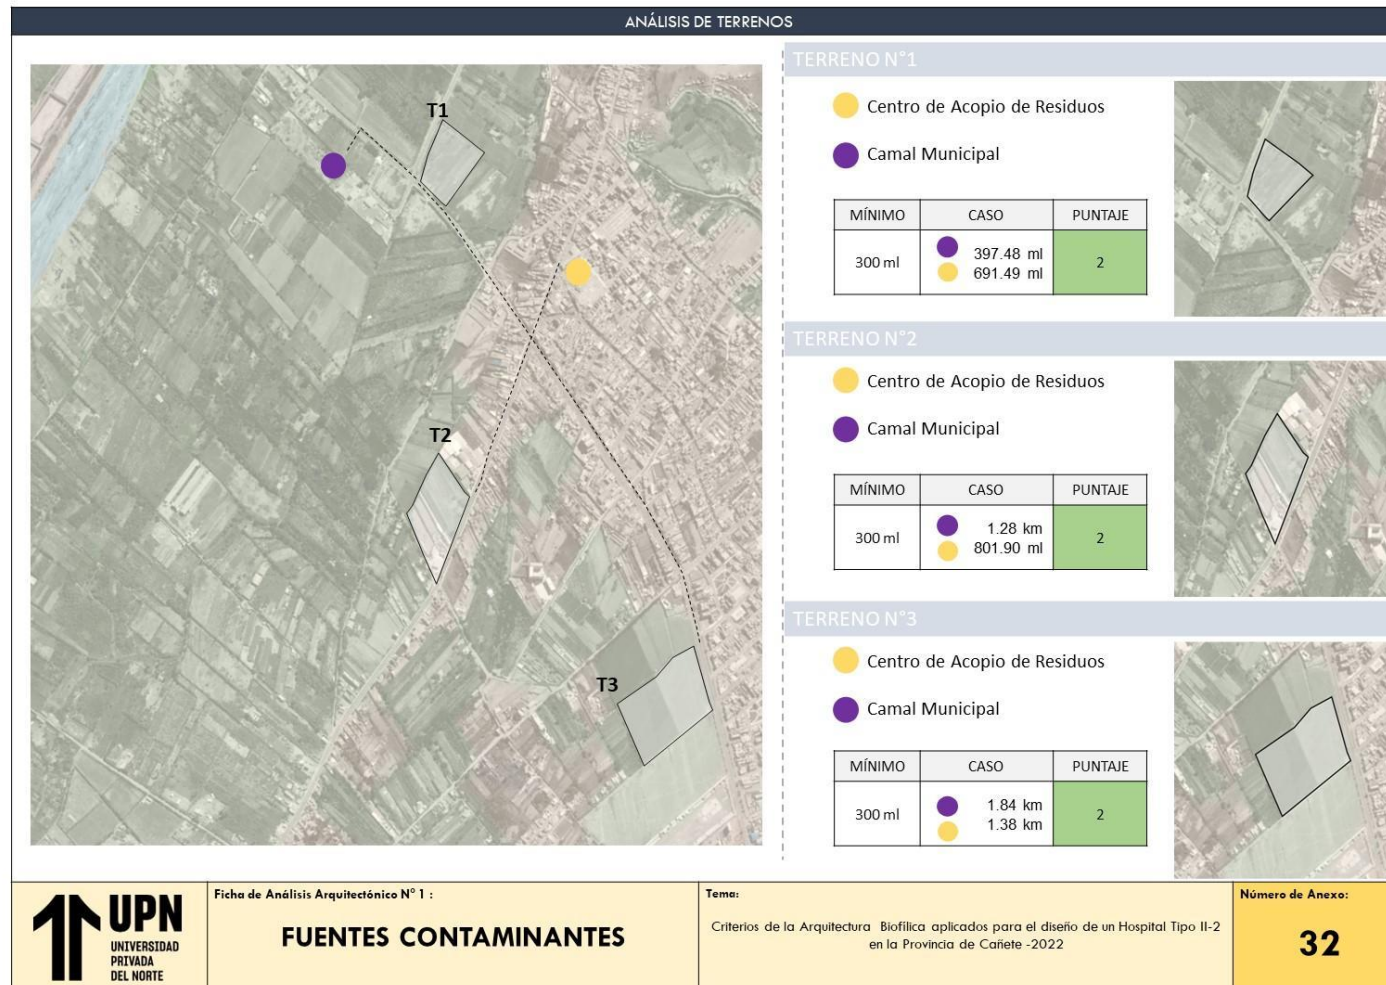 ANÁLISIS DE TERRENOS
T1
T2
T3
TERRENO N°1
Centro de Acopio de Residuos
Camal Municipal
MÍNIMO CASO PUNTAJE
300 ml 397.48 ml 2
691.49 ml
TERRENO N°2
Centro de Acopio de Residuos
Camal Municipal
MÍNIMO CASO PUNTAJE
300 ml 1.28 km 2
801.90 ml
TERRENO N°3
Centro de Acopio de Residuos
Camal Municipal
MÍNIMO CASO PUNTAJE
300 ml 1.84 km 2
1.38 km
UPN
UNIVERSIDAD
PRIVADA
DEL NORTE
Ficha de Análisis Arquitectónico N° 1 :
FUENTES CONTAMINANTES
Tema:
Criterios de la Arquitectura Biofílica aplicados para el diseño de un Hospital Tipo II-2
en la Provincia de Cañete -2022
Número de Anexo:
32